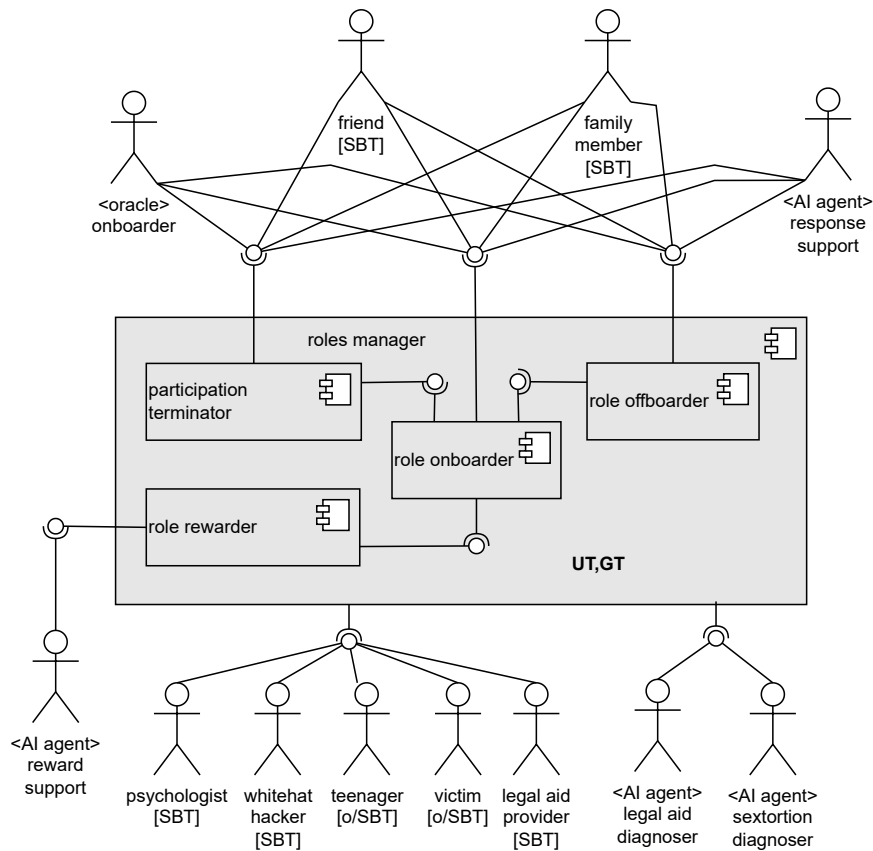 friend
[SBT]
family
member
[SBT]
<oracle>
onboarder
<AI agent>
response
support
roles manager
participation
terminator
role offboarder
role onboarder
role rewarder
UT,GT
<AI agent>
reward
support
psychologist
[SBT]
whitehat
hacker
[SBT]
teenager
[o/SBT]
victim
[o/SBT]
legal aid
provider
[SBT]
<AI agent>
legal aid
diagnoser
<AI agent>
sextortion
diagnoser